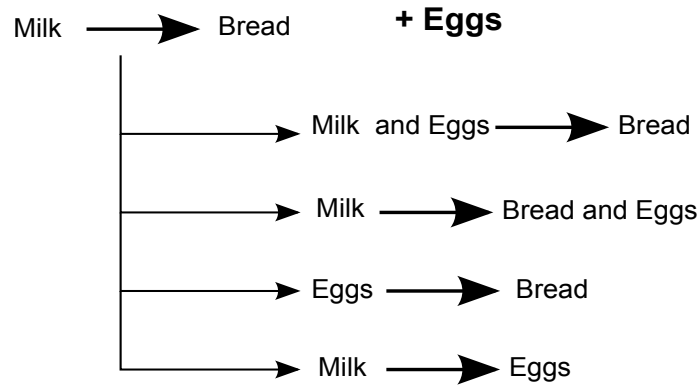 Milk Bread + Eggs
Milk and Eggs Bread
Milk Bread and Eggs
Eggs Bread
Milk Eggs